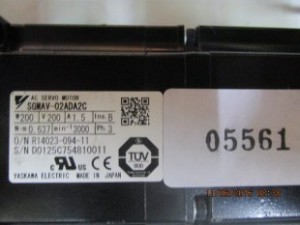 AC SERVO MOTOR
SGMAV-02ADA2C
W 200 V 200 A 1.5 Ins. B
N·m 0.637 min⁻¹ 3000 Ph. 3
O/N R14023-094-11
S/N D0125C754810011
YASKAWA ELECTRIC MADE IN JAPAN
TÜV
05561